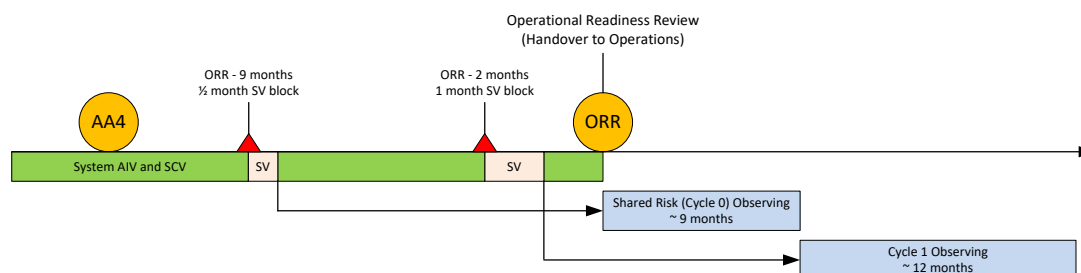 Operational Readiness Review
(Handover to Operations)
ORR - 9 months
½ month SV block
ORR - 2 months
1 month SV block
AA4
ORR
System AIV and SCV
SV
SV
Shared Risk (Cycle 0) Observing
~ 9 months
Cycle 1 Observing
~ 12 months